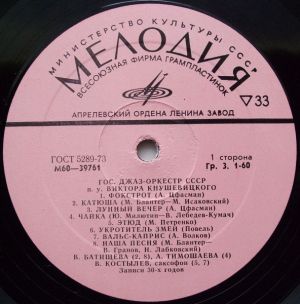 МИНИСТЕРСТВО КУЛЬТУРЫ СССР
МЕЛОДИЯ
ВСЕСОЮЗНАЯ ФИРМА ГРАМПЛАСТИНОК
▽33
АПРЕЛЕВСКИЙ ОРДЕНА ЛЕНИНА ЗАВОД
ГОСТ 5289-73
М60—39761
1 сторона
Гр. 3. 1-60
ГОС. ДЖАЗ-ОРКЕСТР СССР
п. у. ВИКТОРА КНУШЕВИЦКОГО
1. ФОКСТРОТ (А. Цфасман)
2. КАТЮША (М. Блантер — М. Исаковский)
3. ЛУННЫЙ ВЕЧЕР (А. Цфасман)
4. ЧАЙКА (Ю. Милютин — В. Лебедев-Кумач)
5. ЭТЮД (М. Петренко)
6. УКРОТИТЕЛЬ ЗМЕЙ (Повель)
7. ВАЛЬС-КАПРИС (А. Волков)
8. НАША ПЕСНЯ (М. Блантер —
В. Гранов, Н. Лабковский)
В. БАТИЩЕВА (2, 8), А. ТИМОШАЕВА (4)
В. КОСТЫЛЕВ, саксофон (5, 7)
Записи 30-х годов